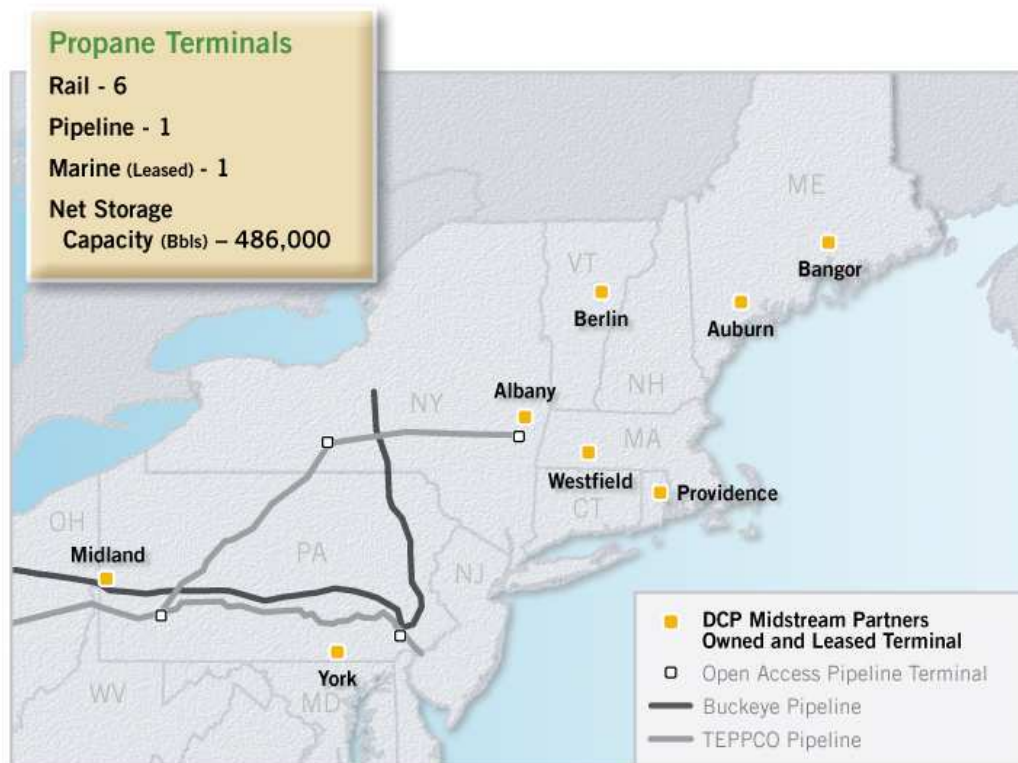 Propane Terminals
Rail - 6
Pipeline - 1
Marine (Leased) - 1
Net Storage
Capacity (Bbls) – 486,000
ME
Bangor
VT
Berlin
Auburn
NH
Albany
NY
MA
Westfield
Providence
CT
OH
Midland
PA
NJ
York
WV
MD
DCP Midstream Partners
Owned and Leased Terminal
Open Access Pipeline Terminal
Buckeye Pipeline
TEPPCO Pipeline